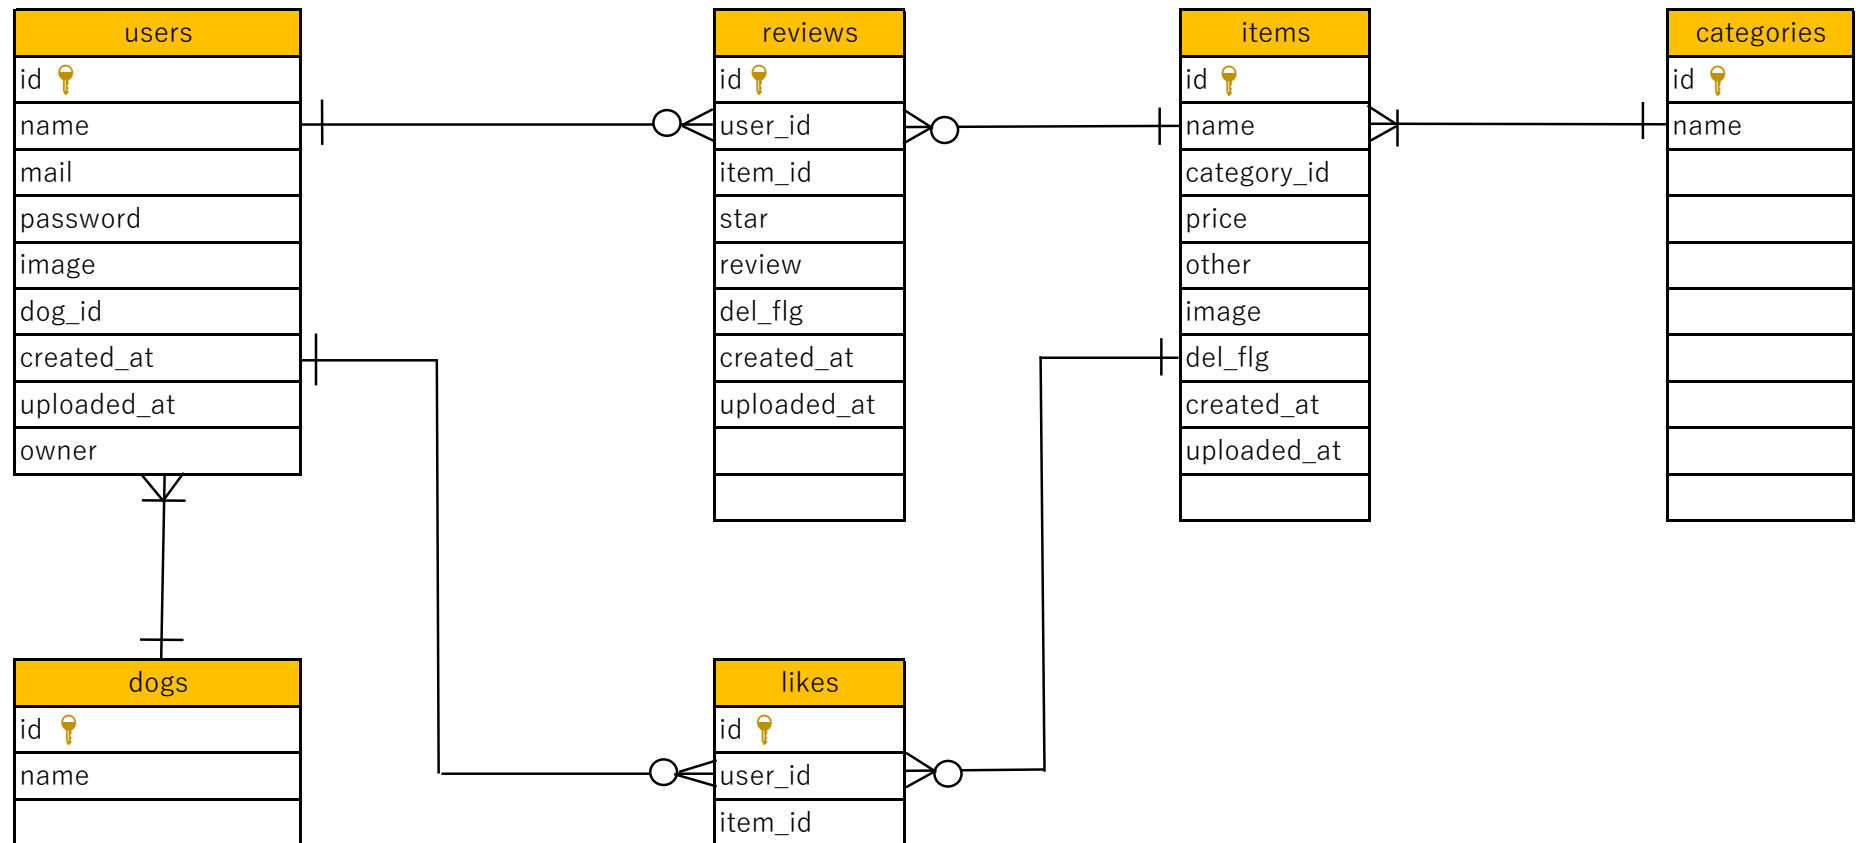 users
id
name
mail
password
image
dog_id
created_at
uploaded_at
owner
reviews
id
user_id
item_id
star
review
del_flg
created_at
uploaded_at
items
id
name
category_id
price
other
image
del_flg
created_at
uploaded_at
categories
id
name
dogs
id
name
likes
id
user_id
item_id